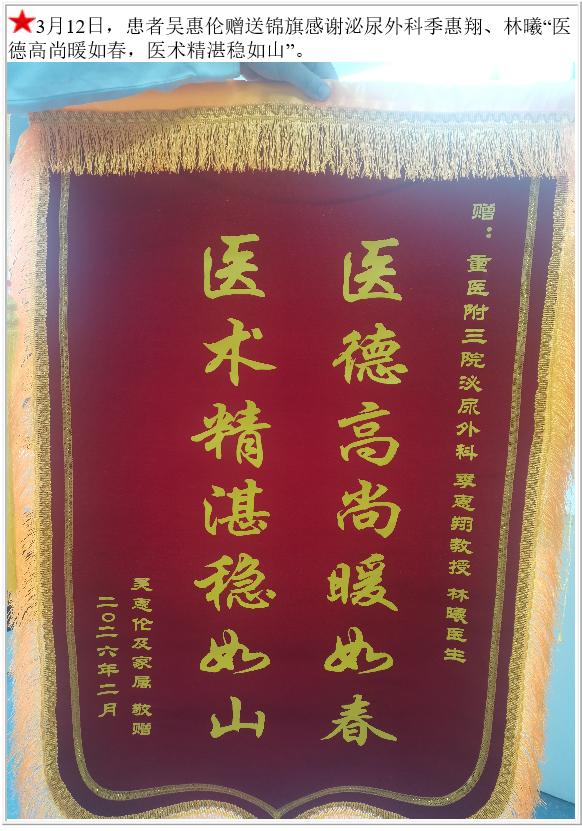 ★3月12日，患者吴惠伦赠送锦旗感谢泌尿外科季惠翔、林曦“医
德高尚暖如春，医术精湛稳如山”。
赠：重医附三院泌尿外科 季惠翔教授 林曦医生
医德高尚暖如春
医术精湛稳如山
吴惠伦及家属 敬赠
二〇二六年二月